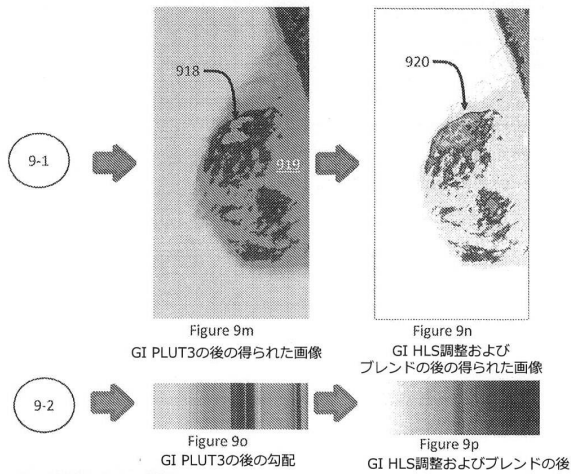 918
920
9-1
919
Figure 9m
GI PLUT3の後の得られた画像
Figure 9n
GI HLS調整および
ブレンドの後の得られた画像
9-2
Figure 9o
GI PLUT3の後の勾配
Figure 9p
GI HLS調整およびブレンドの後